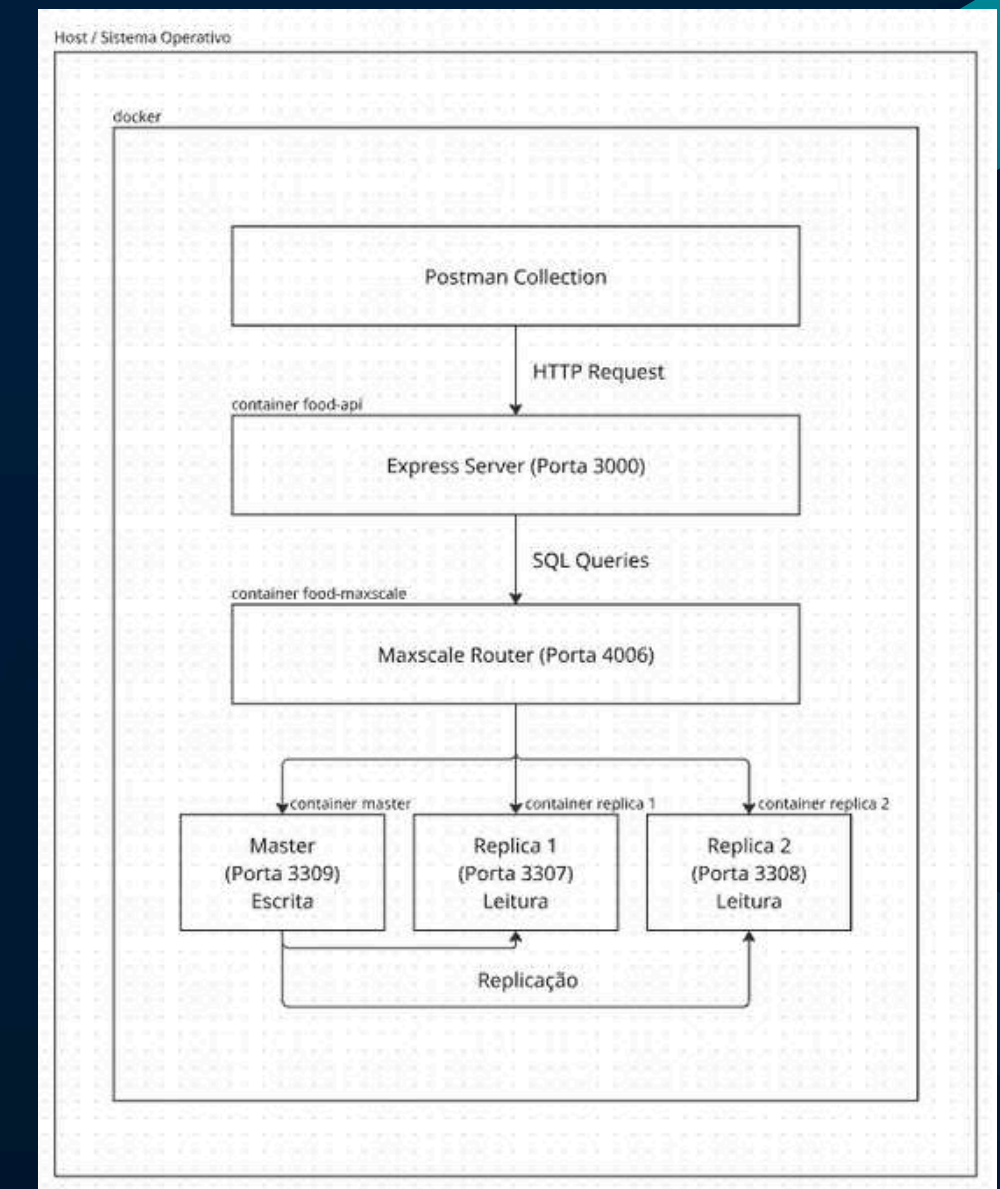 Host / Sistema Operativo
docker
Postman Collection
HTTP Request
container food-api
Express Server (Porta 3000)
SQL Queries
container food-maxscale
Maxscale Router (Porta 4006)
container master
container replica 1
container replica 2
Master
(Porta 3309)
Escrita
Replica 1
(Porta 3307)
Leitura
Replica 2
(Porta 3308)
Leitura
Replicação